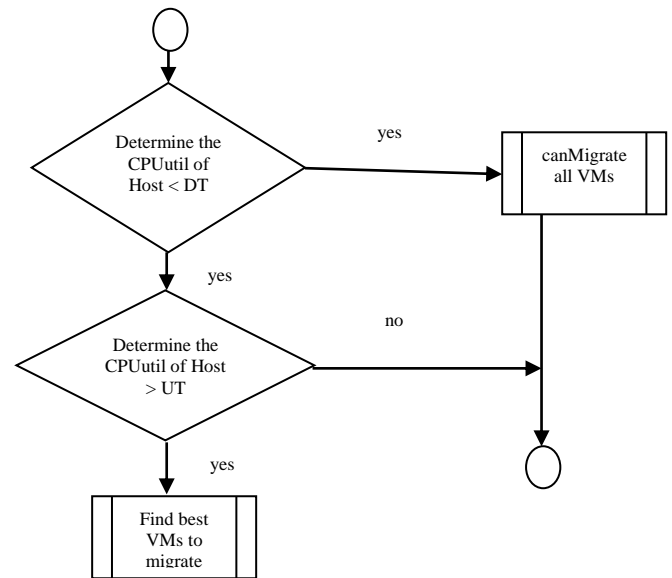 Determine the
CPUutil of
Host < DT
yes
canMigrate
all VMs
yes
Determine the
CPUutil of Host
> UT
no
yes
Find best
VMs to
migrate